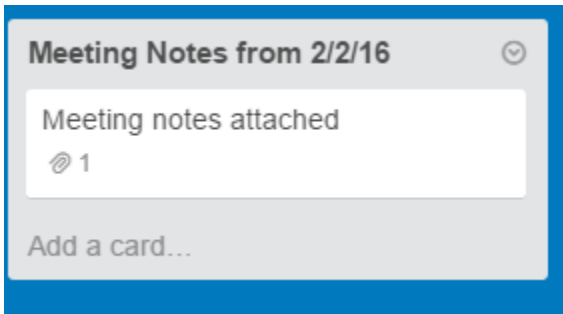 Meeting Notes from 2/2/16
Meeting notes attached
1
Add a card...